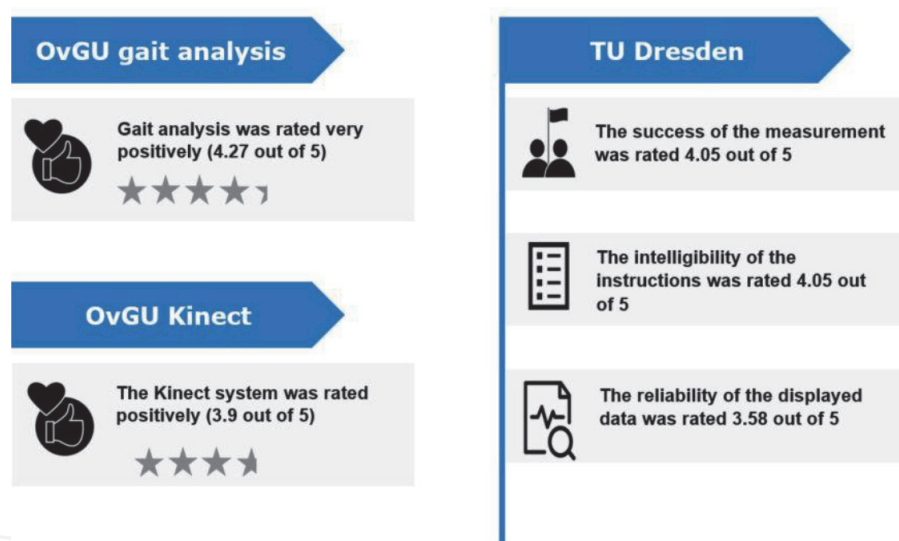 OvGU gait analysis
Gait analysis was rated very
positively (4.27 out of 5)
OvGU Kinect
The Kinect system was rated
positively (3.9 out of 5)
TU Dresden
The success of the measurement
was rated 4.05 out of 5
The intelligibility of the
instructions was rated 4.05 out
of 5
The reliability of the displayed
data was rated 3.58 out of 5